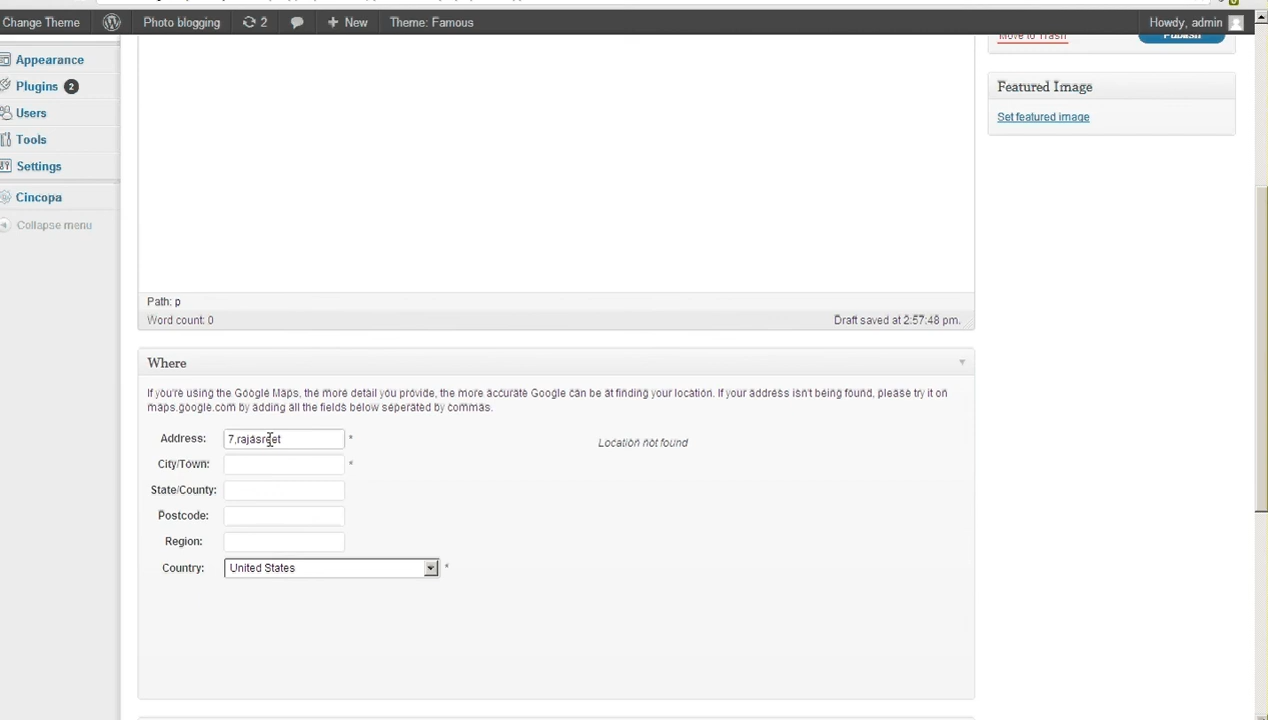 Change Theme Photo blogging 2 + New Theme: Famous Howdy, admin
Appearance
Plugins 2
Users
Tools
Settings
Cincopa
Collapse menu
Move to Trash Publish
Featured Image
Set featured image
Path: p
Word count: 0 Draft saved at 2:57:48 pm.
Where
If you're using the Google Maps, the more detail you provide, the more accurate Google can be at finding your location. If your address isn't being found, please try it on
maps.google.com by adding all the fields below seperated by commas.
Address: 7,rajasreet *
Location not found
City/Town: *
State/County:
Postcode:
Region:
Country: United States *